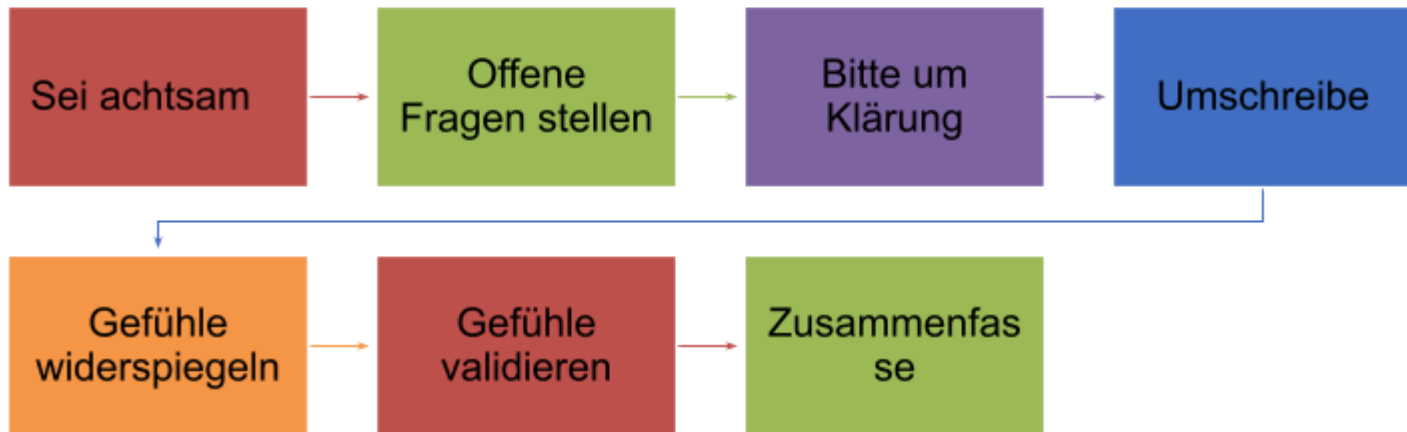 Sei achtsam
Offene
Fragen stellen
Bitte um
Klärung
Umschreibe
Gefühle
widerspiegeln
Gefühle
validieren
Zusammenfas
se